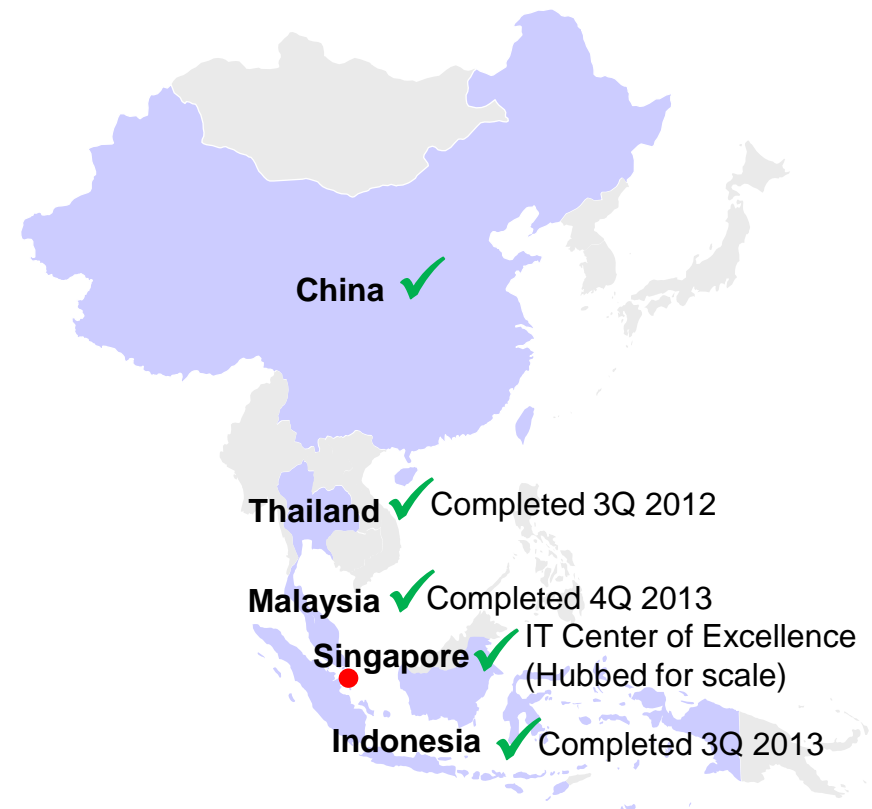 China
Thailand Completed 3Q 2012
Malaysia Completed 4Q 2013
Singapore IT Center of Excellence
(Hubbed for scale)
Indonesia Completed 3Q 2013